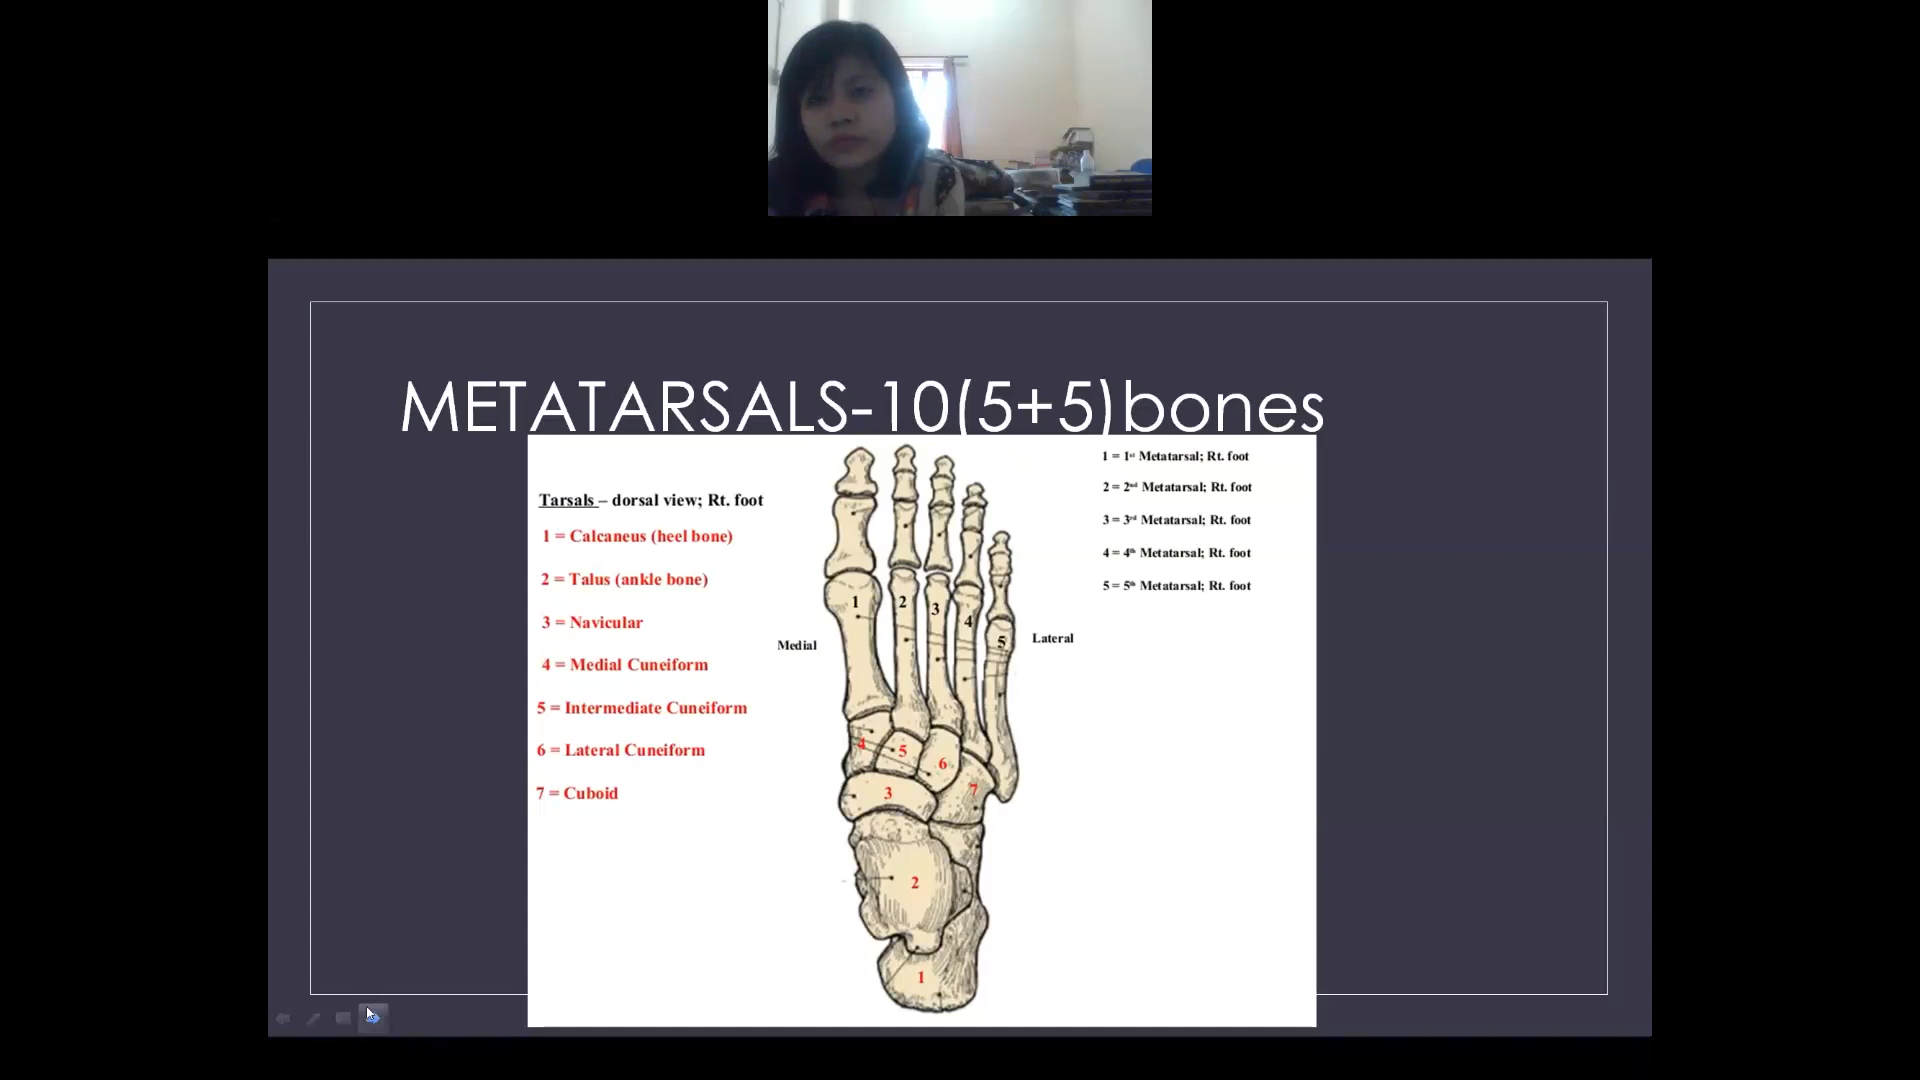 METATARSALS-10(5+5)bones
Tarsals – dorsal view; Rt. foot
1 = Calcaneus (heel bone)
2 = Talus (ankle bone)
3 = Navicular
4 = Medial Cuneiform
5 = Intermediate Cuneiform
6 = Lateral Cuneiform
7 = Cuboid
Medial
1
2
3
4
5
4
5
6
3
7
2
1
Lateral
1 = 1st Metatarsal; Rt. foot
2 = 2nd Metatarsal; Rt. foot
3 = 3rd Metatarsal; Rt. foot
4 = 4th Metatarsal; Rt. foot
5 = 5th Metatarsal; Rt. foot